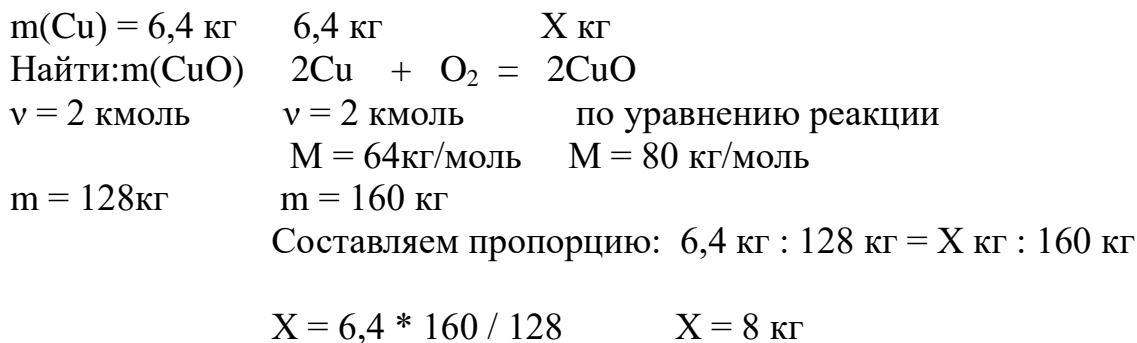 m(Cu) = 6,4 кг 6,4 кг X кг
Найти:m(CuO) 2Cu + O₂ = 2CuO
ν = 2 кмоль ν = 2 кмоль по уравнению реакции
M = 64кг/моль M = 80 кг/моль
m = 128кг m = 160 кг
Составляем пропорцию: 6,4 кг : 128 кг = X кг : 160 кг
X = 6,4 * 160 / 128 X = 8 кг